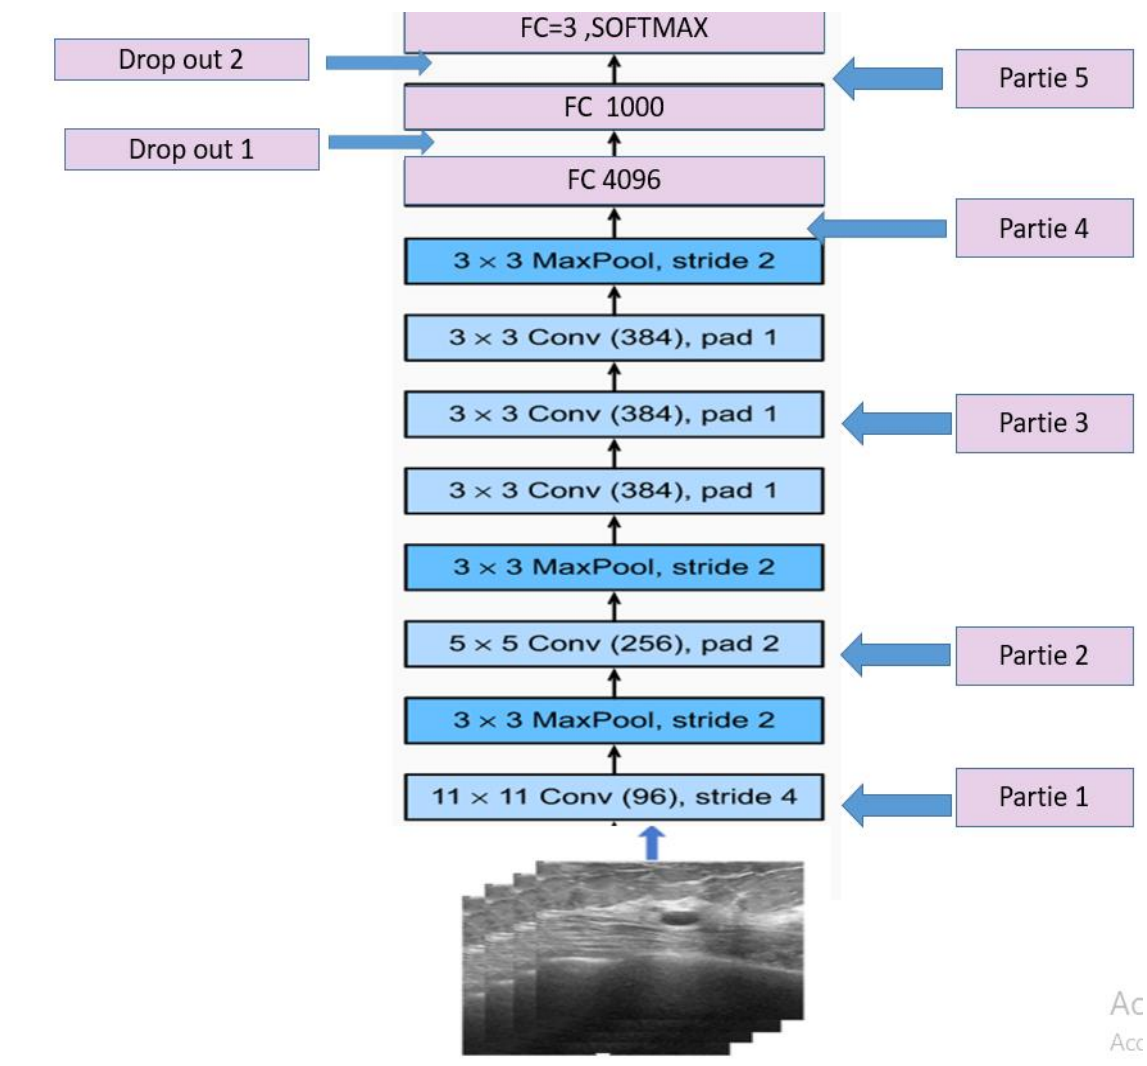 FC=3 ,SOFTMAX
Drop out 2
Partie 5
FC 1000
Drop out 1
FC 4096
Partie 4
3 × 3 MaxPool, stride 2
3 × 3 Conv (384), pad 1
3 × 3 Conv (384), pad 1
Partie 3
3 × 3 Conv (384), pad 1
3 × 3 MaxPool, stride 2
5 × 5 Conv (256), pad 2
Partie 2
3 × 3 MaxPool, stride 2
11 × 11 Conv (96), stride 4
Partie 1